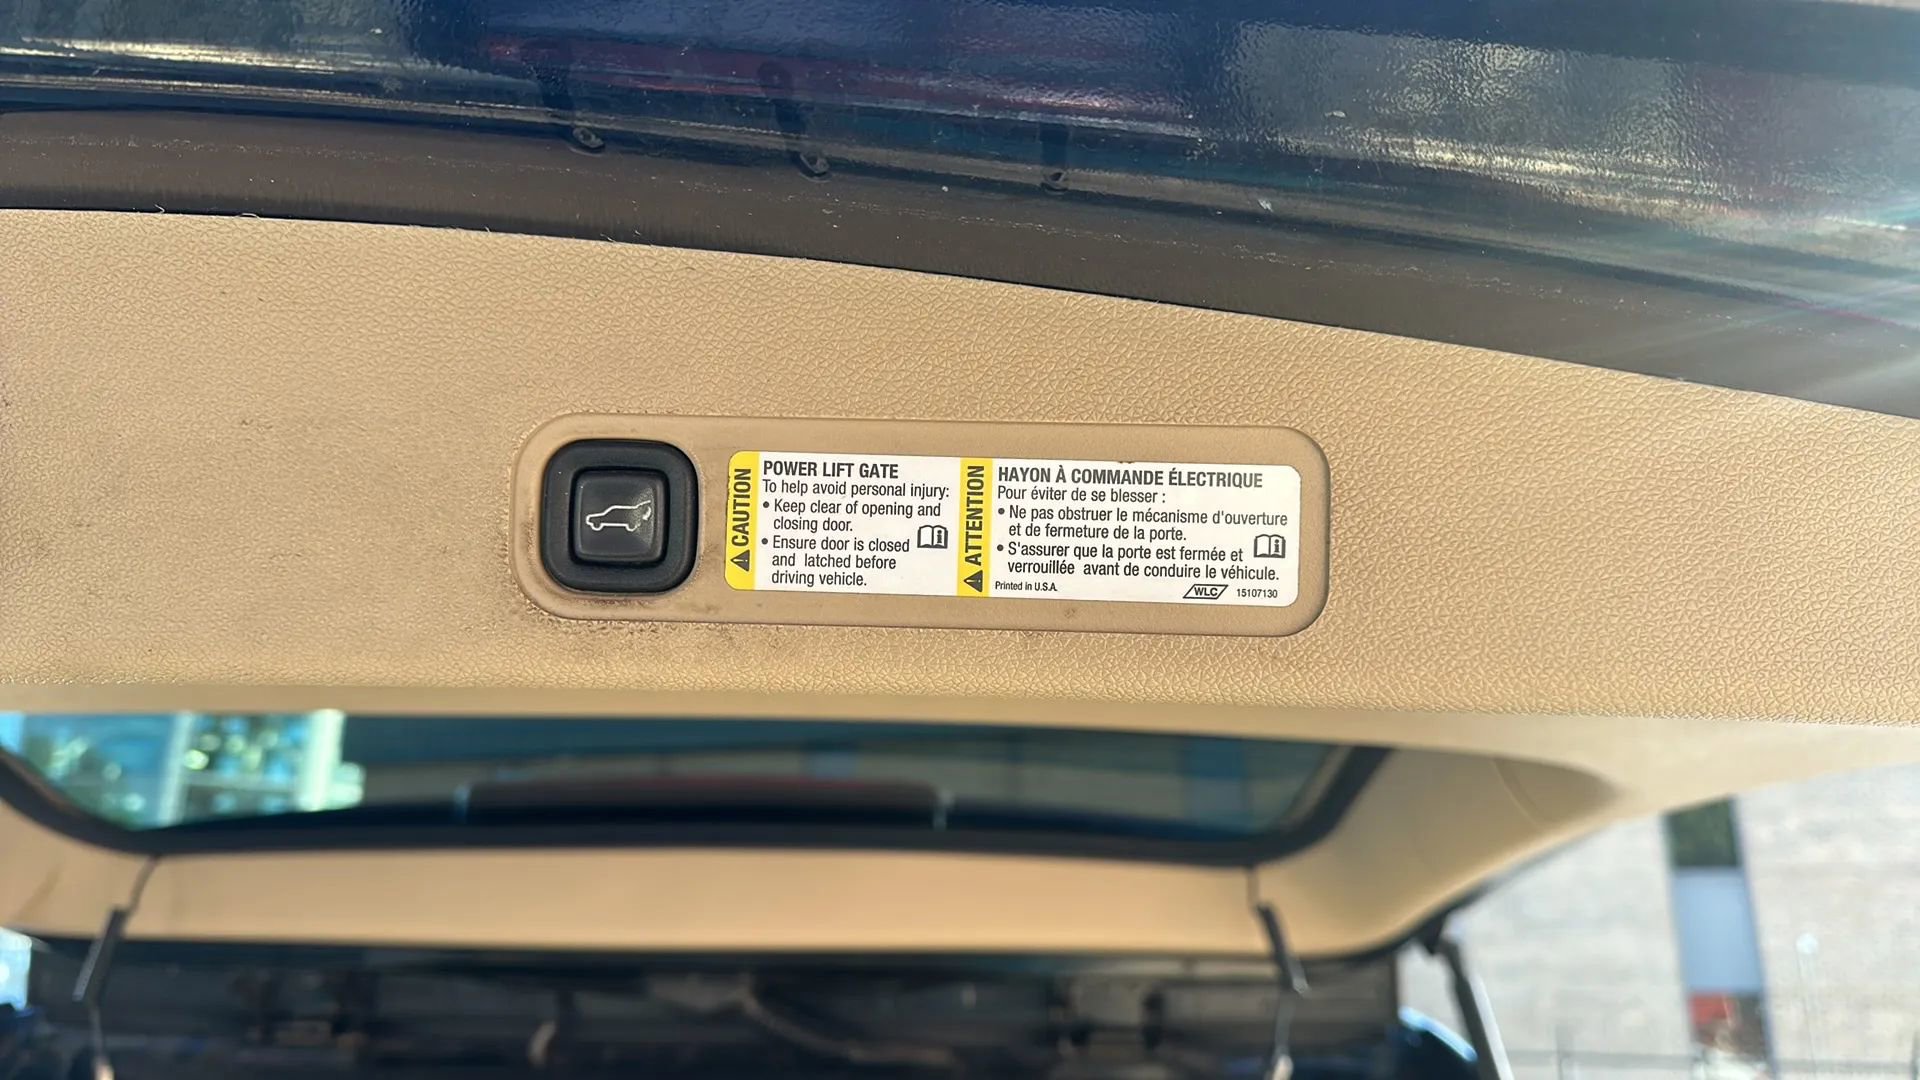 ⚠ CAUTION
POWER LIFT GATE
To help avoid personal injury:
• Keep clear of opening and
closing door.
• Ensure door is closed
and latched before
driving vehicle.
⚠ ATTENTION
HAYON À COMMANDE ÉLECTRIQUE
Pour éviter de se blesser :
• Ne pas obstruer le mécanisme d'ouverture
et de fermeture de la porte.
• S'assurer que la porte est fermée et
verrouillée avant de conduire le véhicule.
Printed in U.S.A.
WLC
15107130